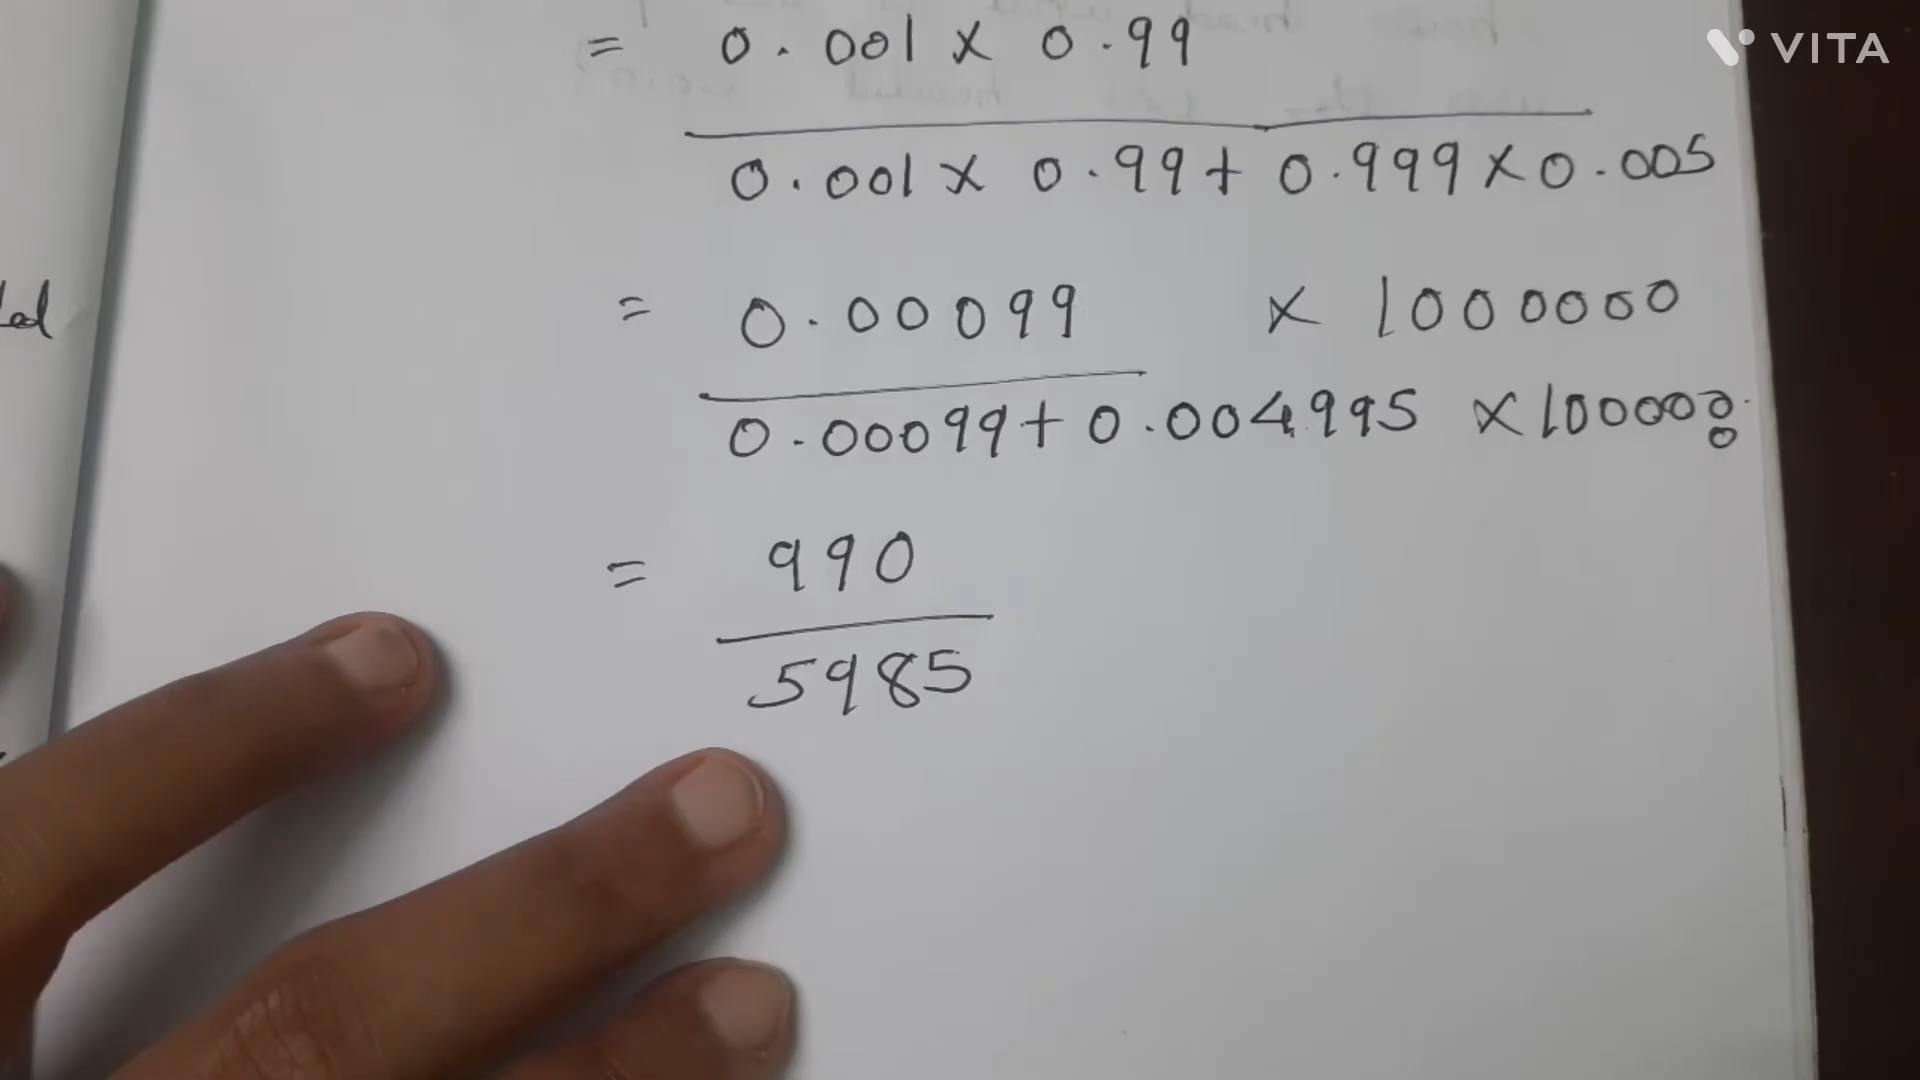 = 0.001 × 0.99
VITA
0.001 × 0.99 + 0.999 × 0.005
= 0.00099 × 1000000
0.00099 + 0.004995 × 1000000
= 990
5985